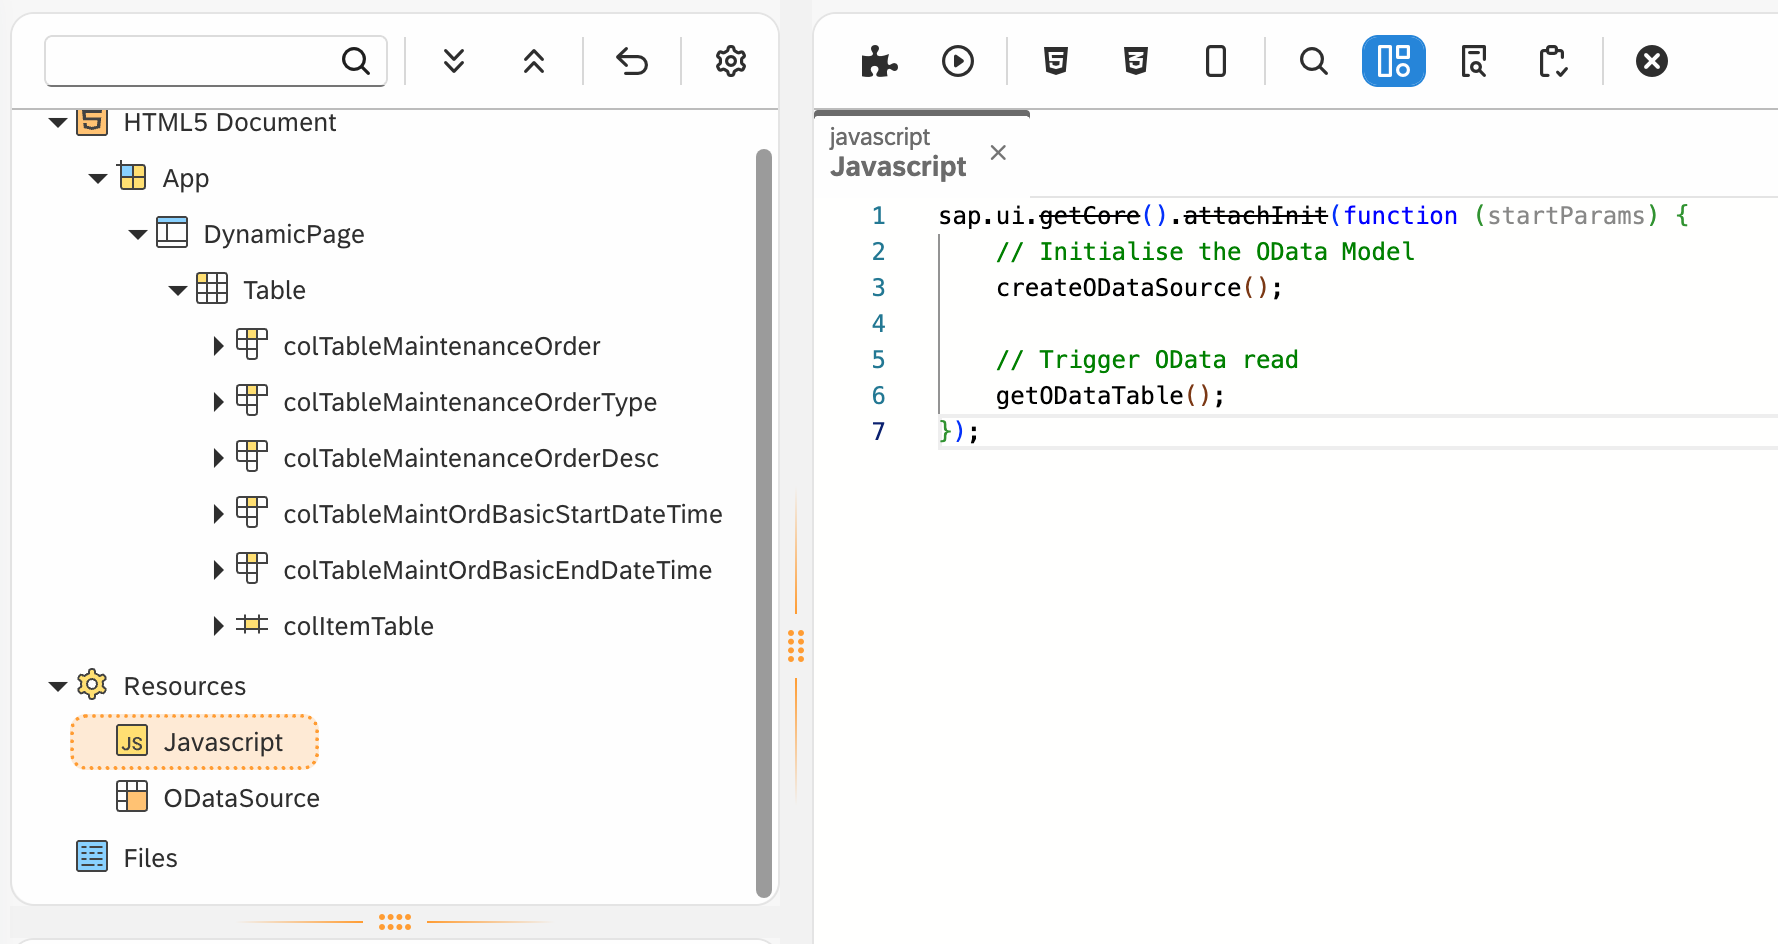 HTML5 Document
App
DynamicPage
Table
colTableMaintenanceOrder
colTableMaintenanceOrderType
colTableMaintenanceOrderDesc
colTableMaintOrdBasicStartDateTime
colTableMaintOrdBasicEndDateTime
colItemTable
Resources
JS Javascript
ODataSource
Files
javascript
Javascript
1 sap.ui.getCore().attachInit(function (startParams) {
2 // Initialise the OData Model
3 createODataSource();
4
5 // Trigger OData read
6 getODataTable();
7 });